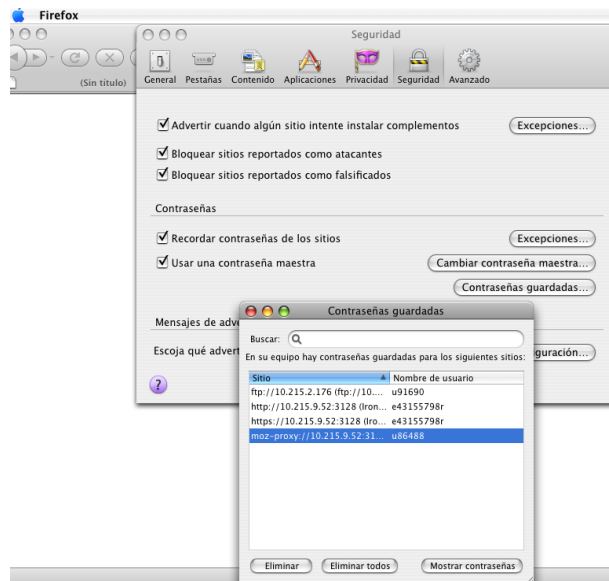 Firefox
Seguridad
(Sin título)
General Pestañas Contenido Aplicaciones Privacidad Seguridad Avanzado
Advertir cuando algún sitio intente instalar complementos Excepciones...
Bloquear sitios reportados como atacantes
Bloquear sitios reportados como falsificados
Contraseñas
Recordar contraseñas de los sitios Excepciones...
Usar una contraseña maestra Cambiar contraseña maestra...
Contraseñas guardadas...
Mensajes de adve
Escoja qué advert guración...
?
Contraseñas guardadas
Buscar:
En su equipo hay contraseñas guardadas para los siguientes sitios:
Sitio Nombre de usuario
ftp://10.215.2.176 (ftp://10.... u91690
http://10.215.9.52:3128 (Iron... e43155798r
https://10.215.9.52:3128 (Iro... e43155798r
moz-proxy://10.215.9.52:31... u86488
Eliminar Eliminar todos Mostrar contraseñas